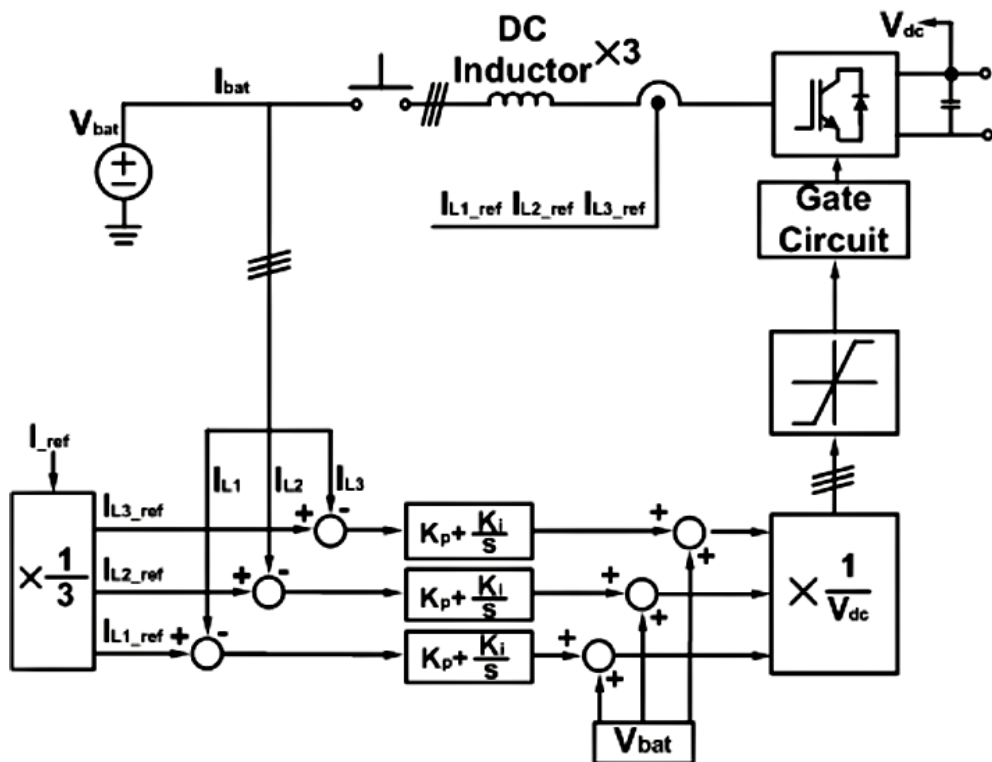 DC
Inductor ×3
Vdc
Ibat
Vbat
IL1_ref IL2_ref IL3_ref
Gate
Circuit
I_ref
IL1 IL2 IL3
IL3_ref
+ -
Kp + Ki/s
+
+
× 1/3
IL2_ref
+ -
Kp + Ki/s
+
+
× 1/Vdc
IL1_ref
+ -
Kp + Ki/s
+
+
Vbat